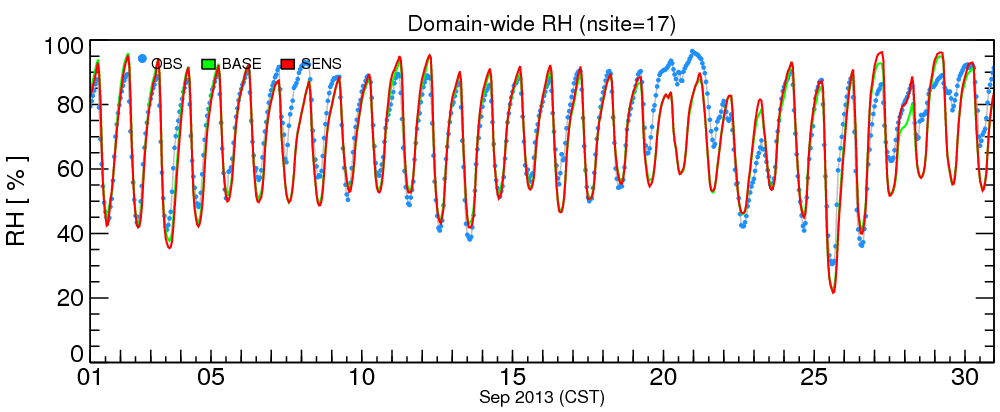 Domain-wide RH (nsite=17)
100
OBS BASE SENS
80
60
40
20
0
RH [ % ]
01 05 10 15 20 25 30
Sep 2013 (CST)